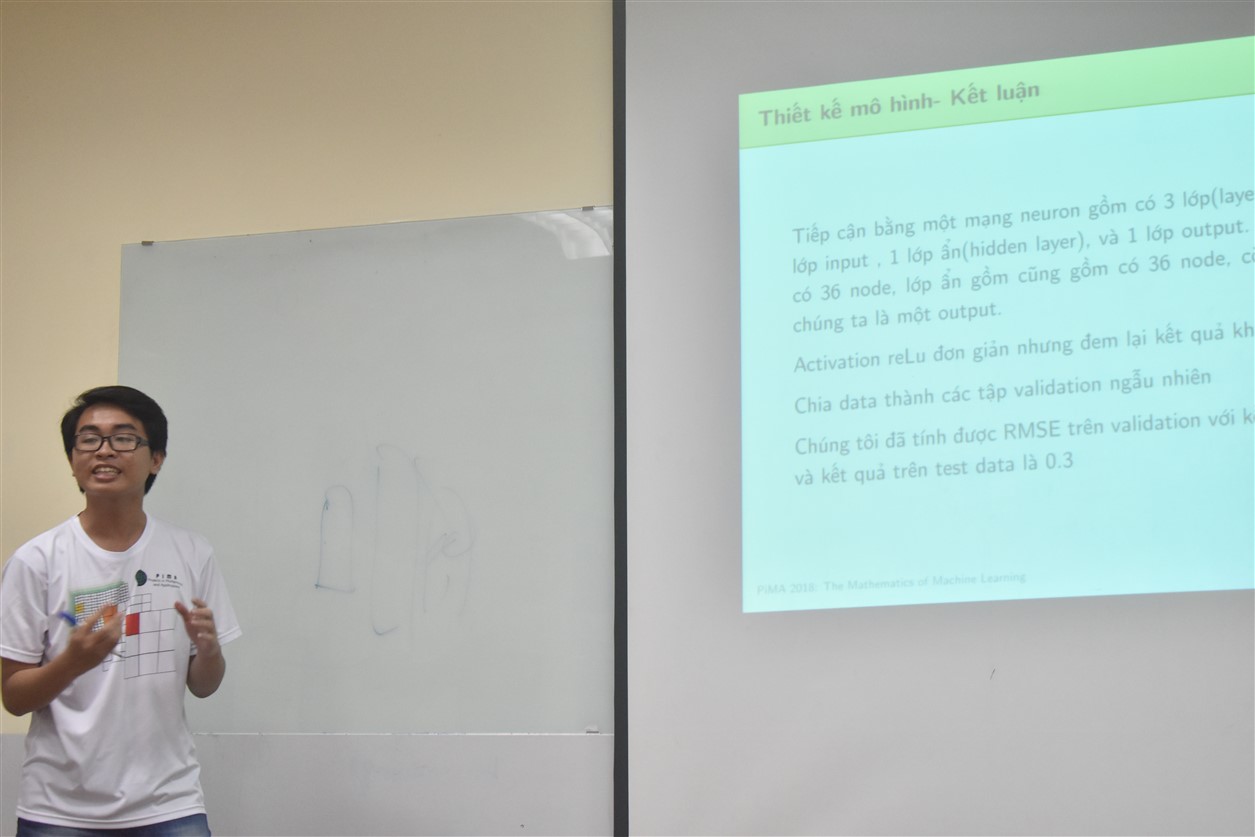 Thiết kế mô hình- Kết luận
Tiếp cận bằng một mạng neuron gồm có 3 lớp(laye
lớp input , 1 lớp ẩn(hidden layer), và 1 lớp output.
có 36 node, lớp ẩn gồm cũng gồm có 36 node, cò
chúng ta là một output.
Activation reLu đơn giản nhưng đem lại kết quả kh
Chia data thành các tập validation ngẫu nhiên
Chúng tôi đã tính được RMSE trên validation với k
và kết quả trên test data là 0.3
PiMA 2018: The Mathematics of Machine Learning